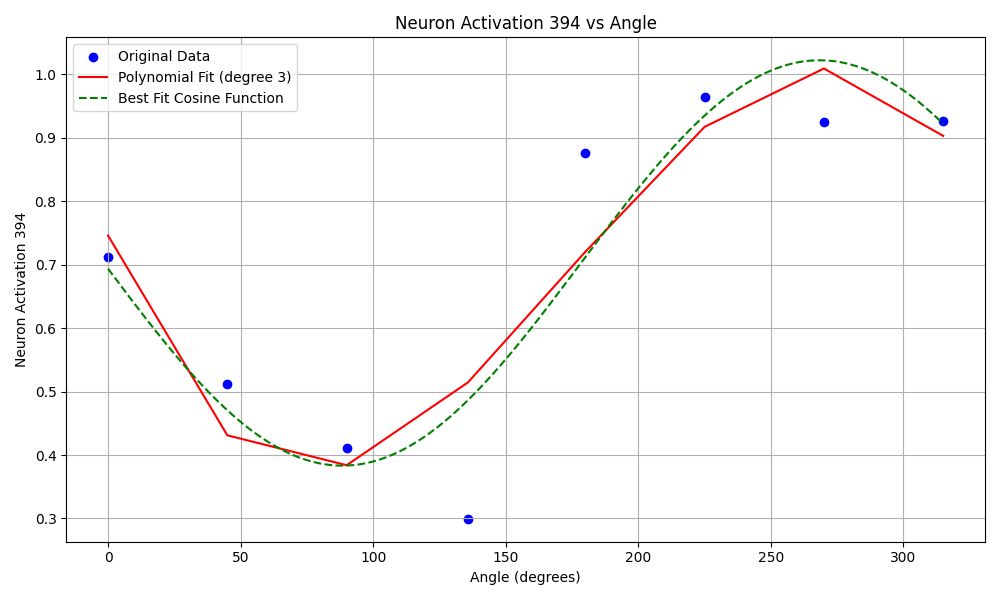 Neuron Activation 394 vs Angle
Original Data
Polynomial Fit (degree 3)
Best Fit Cosine Function
Neuron Activation 394
1.0
0.9
0.8
0.7
0.6
0.5
0.4
0.3
0 50 100 150 200 250 300
Angle (degrees)